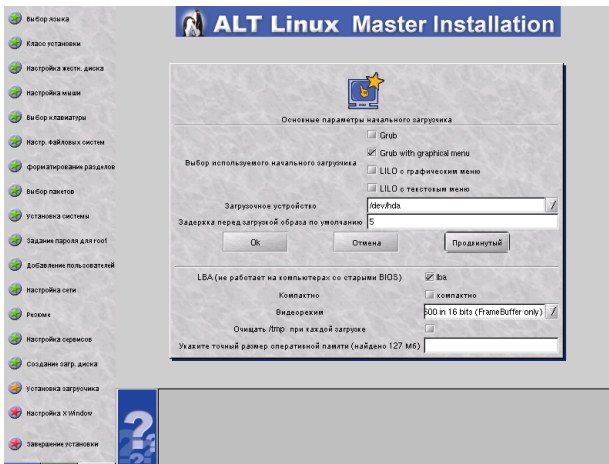 ALT Linux Master Installation
Выбор языка
Класс установки
Настройка жестк. диска
Настройка мыши
Выбор клавиатуры
Настр. Файловых систем
Форматирование разделов
Выбор пакетов
Установка системы
Задание пароля для root
Добавление пользователей
Настройка сети
Резюме
Настройка сервисов
Создание загр. диска
Установка загрузчика
Настройка X Window
Завершение установки
Основные параметры начального загрузчика
Выбор используемого начального загрузчика
Grub
Grub with graphical menu
LILO с графическим меню
LILO с текстовым меню
Загрузочное устройство /dev/hda
Задержка перед загрузкой образа по умолчанию 5
Ok Отмена Продвинутый
LBA (не работает на компьютерах со старыми BIOS) lba
Компактно компактно
Видеорежим 600 in 16 bits (FrameBuffer only)
Очищать /tmp при каждой загрузке
Укажите точный размер оперативной памяти (найдено 127 Мб)